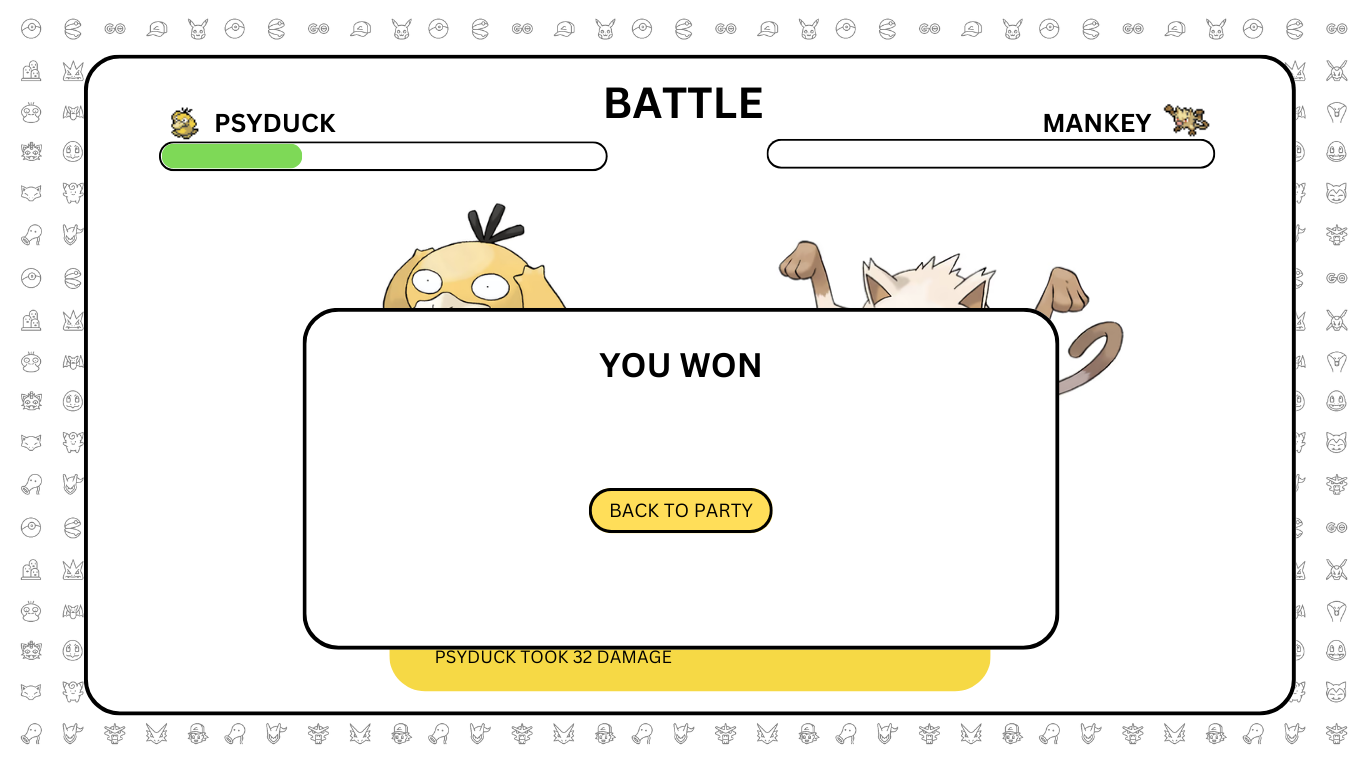 BATTLE
PSYDUCK
MANKEY
YOU WON
BACK TO PARTY
PSYDUCK TOOK 32 DAMAGE